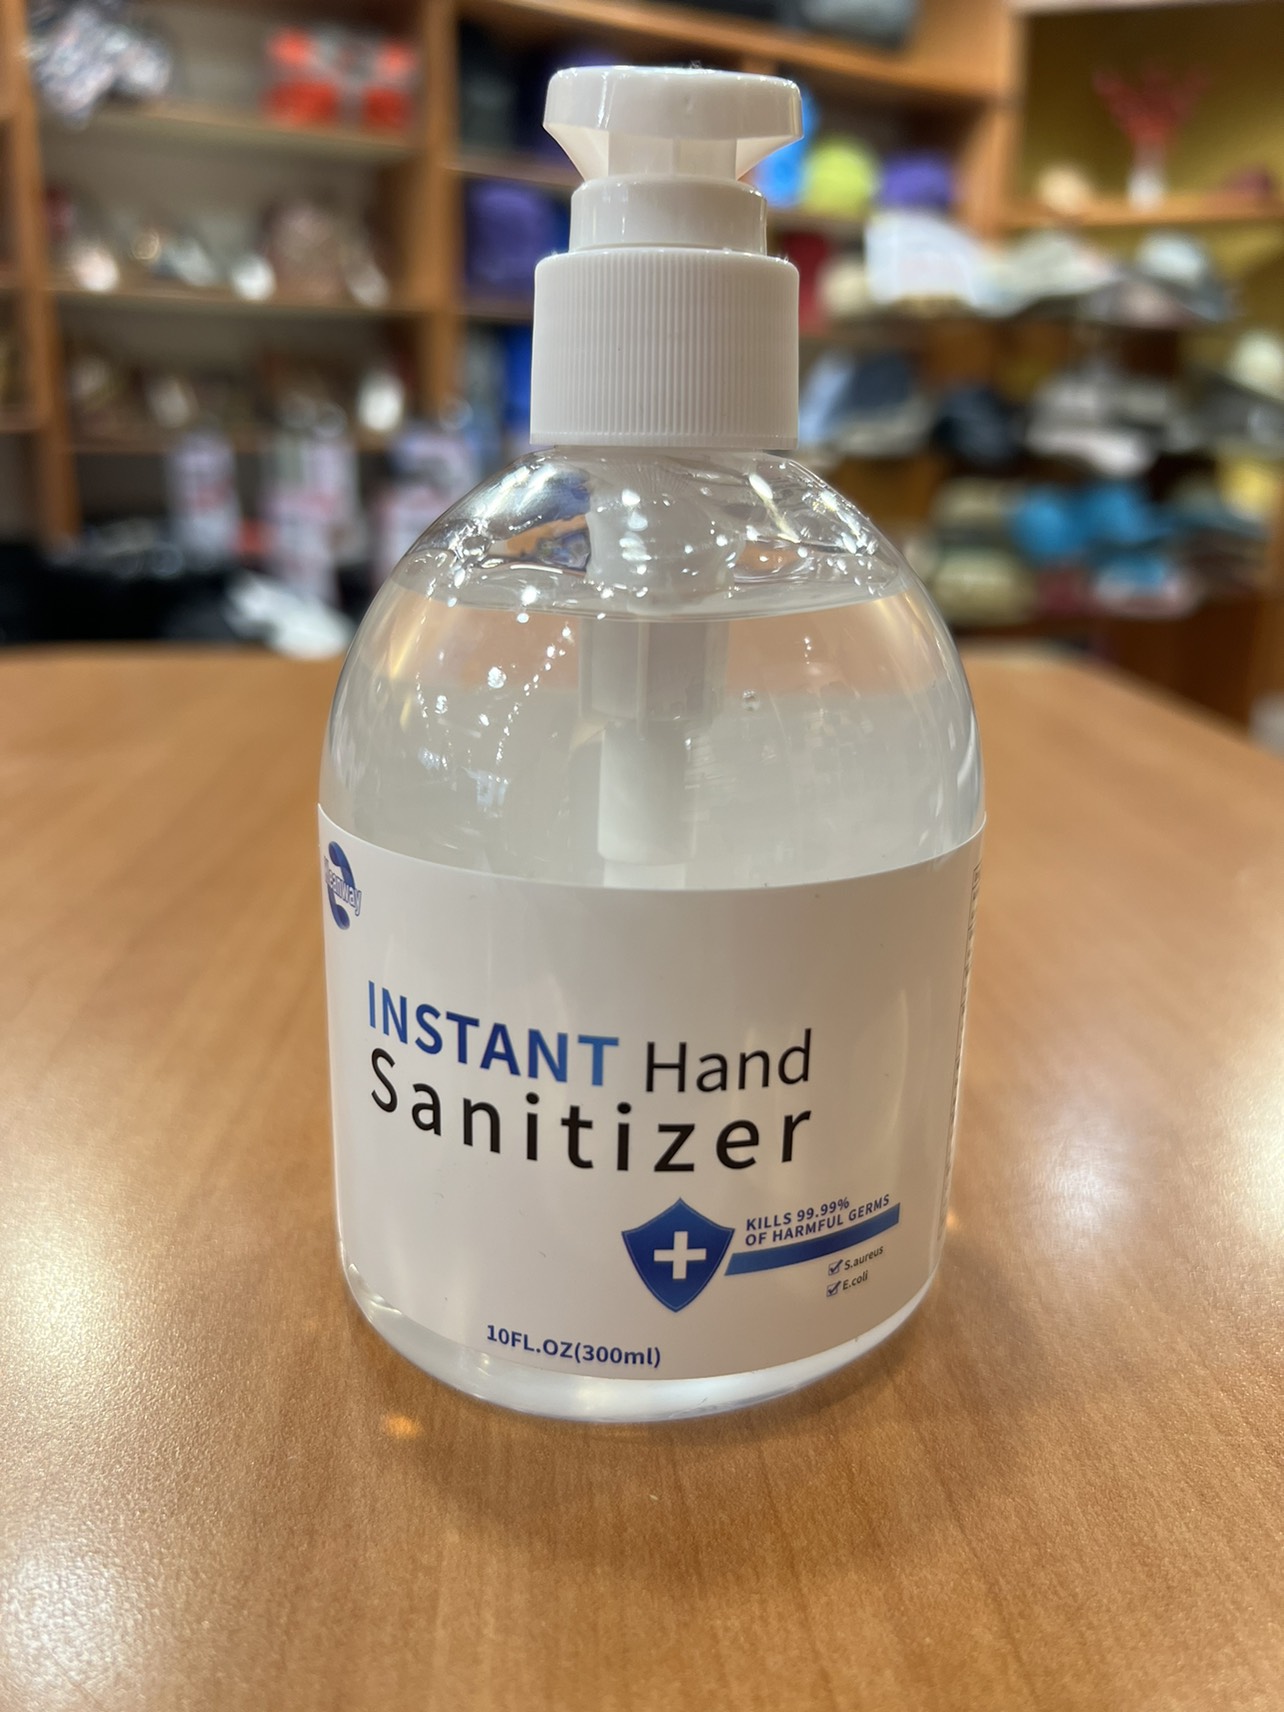 INSTANT Hand
Sanitizer
KILLS 99.99%
OF HARMFUL GERMS
S.aureus
E.coli
10FL.OZ(300ml)